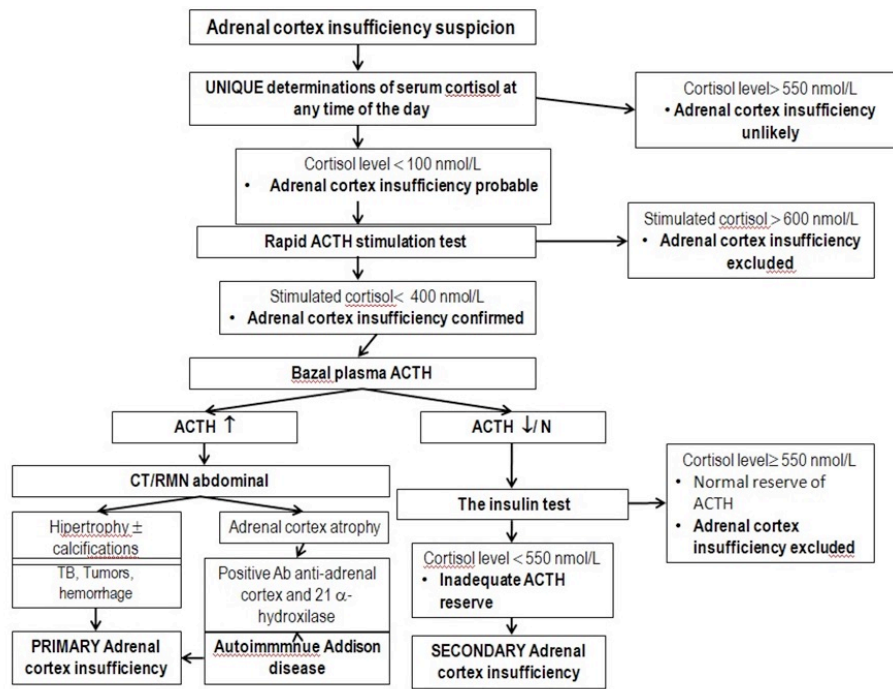 Adrenal cortex insufficiency suspicion
UNIQUE determinations of serum cortisol at
any time of the day
Cortisol level> 550 nmol/L
• Adrenal cortex insufficiency
unlikely
Cortisol level < 100 nmol/L
• Adrenal cortex insufficiency probable
Rapid ACTH stimulation test
Stimulated cortisol > 600 nmol/L
• Adrenal cortex insufficiency
excluded
Stimulated cortisol< 400 nmol/L
• Adrenal cortex insufficiency confirmed
Bazal plasma ACTH
ACTH ↑
ACTH ↓/ N
CT/RMN abdominal
The insulin test
Cortisol level≥ 550 nmol/L
• Normal reserve of
ACTH
• Adrenal cortex
insufficiency excluded
Hipertrophy ±
calcifications
TB, Tumors,
hemorrhage
Adrenal cortex atrophy
Positive Ab anti-adrenal
cortex and 21 α-
hydroxilase
Cortisol level < 550 nmol/L
• Inadequate ACTH
reserve
PRIMARY Adrenal
cortex insufficiency
Autoimmmnue Addison
disease
SECONDARY Adrenal
cortex insufficiency